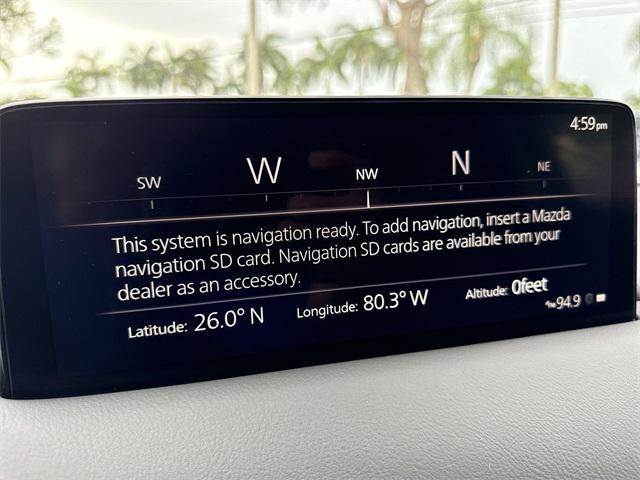 4:59pm
SW W NW N NE
This system is navigation ready. To add navigation, insert a Mazda
navigation SD card. Navigation SD cards are available from your
dealer as an accessory.
Latitude: 26.0° N Longitude: 80.3° W Altitude: 0feet
94.9